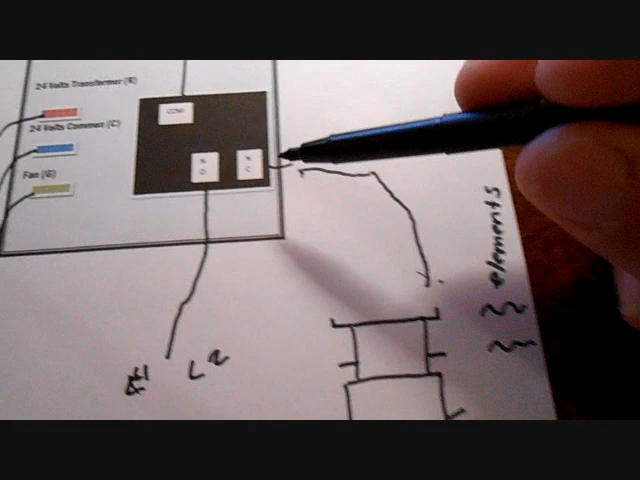 24 Volts Transformer (R)
COM
24 Volts Common (C)
N
O
N
C
Fan (G)
elements
L2